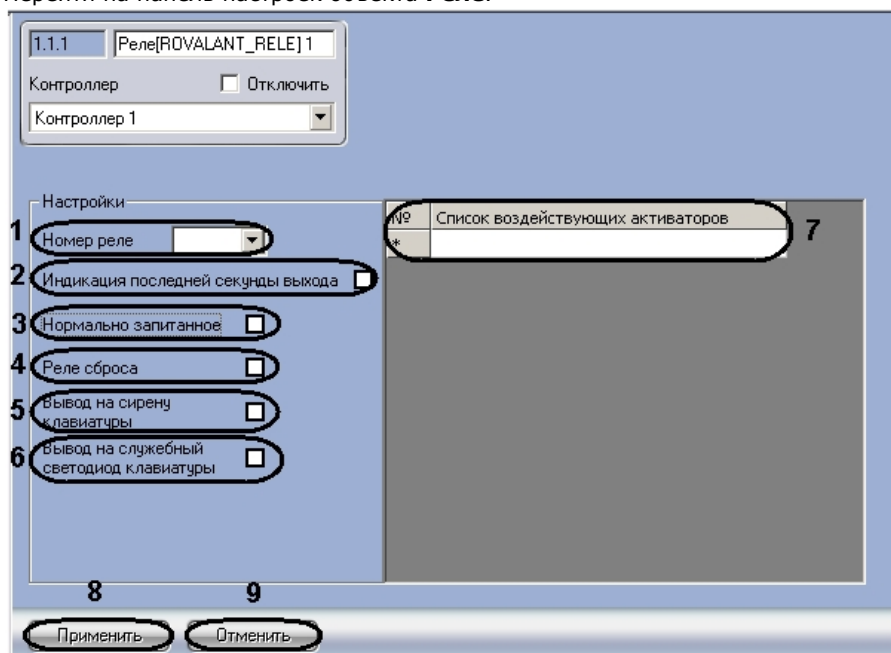 Перейти на панель настроек объекта Реле.
1.1.1 Реле[ROVALANT_RELE] 1
Контроллер Отключить
Контроллер 1
Настройки
1 Номер реле
2 Индикация последней секунды выхода
3 Нормально запитанное
4 Реле сброса
5 Вывод на сирену
клавиатуры
6 Вывод на служебный
светодиод клавиатуры
№ Список воздействующих активаторов 7
*
8 9
Применить Отменить